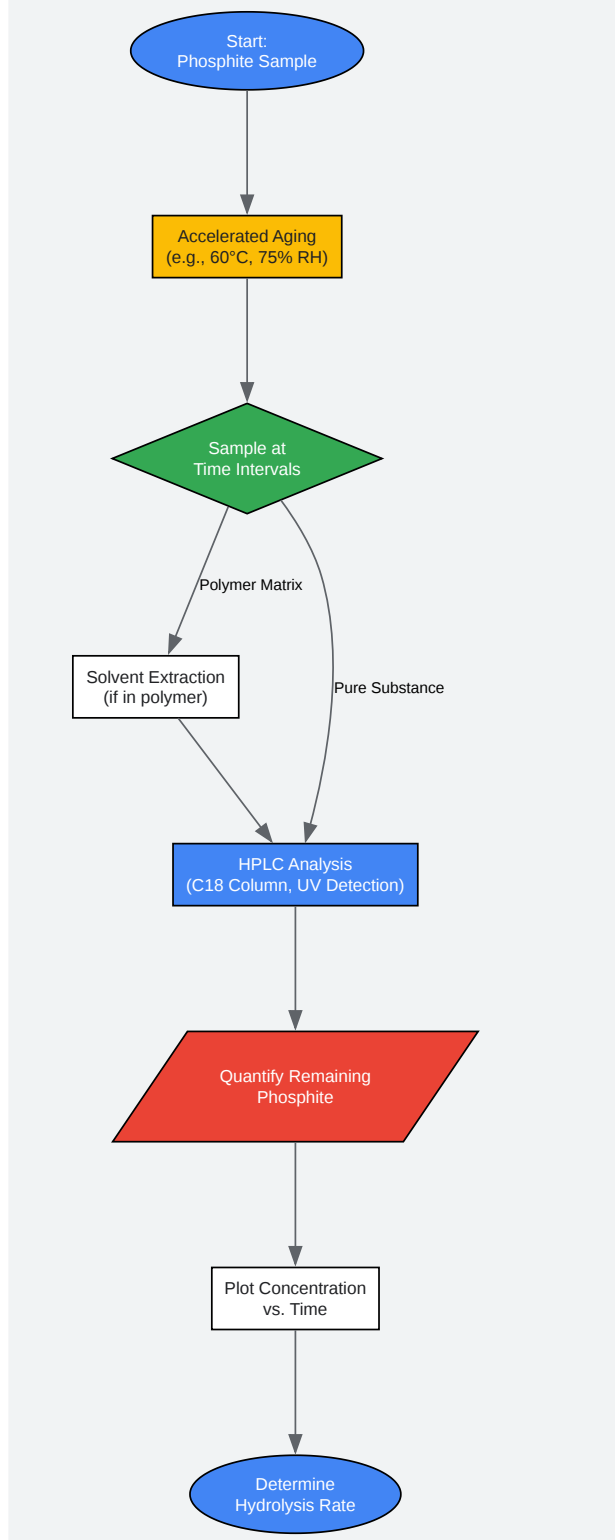 Start:
Phosphite Sample
Accelerated Aging
(e.g., 60°C, 75% RH)
Sample at
Time Intervals
Polymer Matrix
Solvent Extraction
(if in polymer)
Pure Substance
HPLC Analysis
(C18 Column, UV Detection)
Quantify Remaining
Phosphite
Plot Concentration
vs. Time
Determine
Hydrolysis Rate